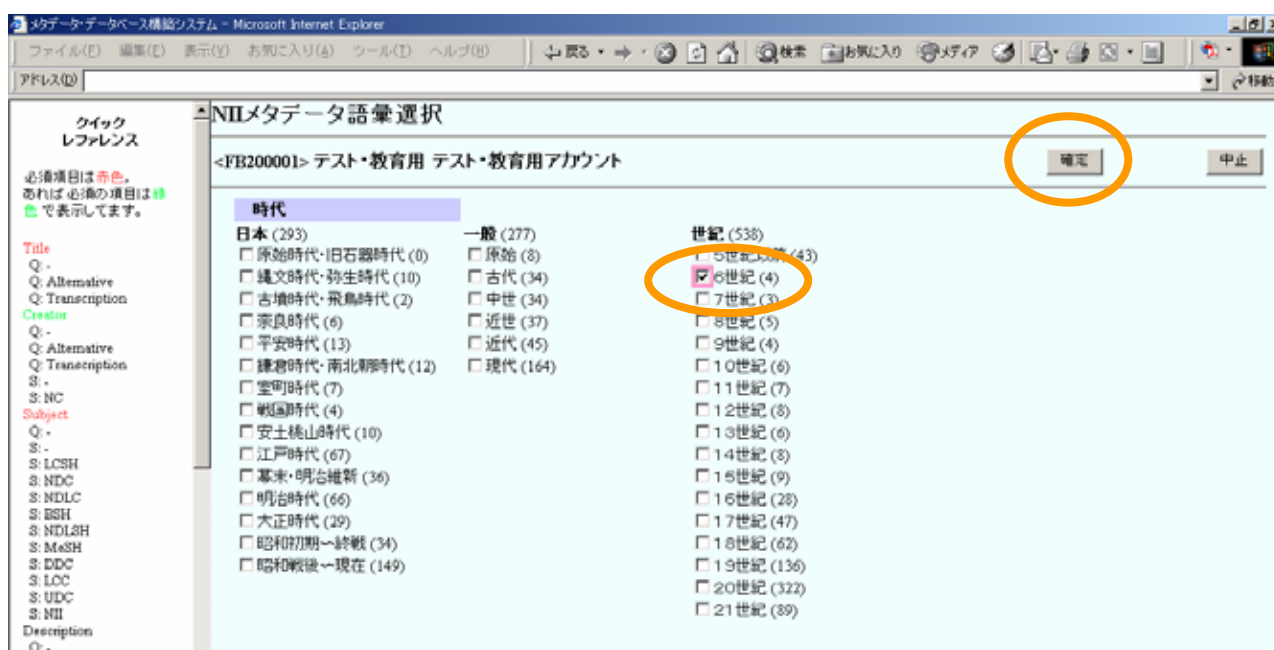 メタデータ・データベース構築システム - Microsoft Internet Explorer
ファイル(F) 編集(E) 表示(V) お気に入り(A) ツール(T) ヘルプ(H) 戻る 検索 お気に入り メディア
アドレス(D) 移動
クイック
レファレンス
必須項目は赤色。
あれば必須の項目は緑
色で表示してます。
Title
Q: -
Q: Alternative
Q: Transcription
Creator
Q: -
Q: Alternative
Q: Transcription
S: -
S: NC
Subject
Q: -
S: -
S: LCSH
S: NDC
S: NDLC
S: BSH
S: NDLSH
S: MeSH
S: DDC
S: LCC
S: UDC
S: NII
Description
Q: -
NIIメタデータ語彙選択
<FB200001> テスト・教育用 テスト・教育用アカウント 確定 中止
時代
日本 (293)
原始時代・旧石器時代 (0)
縄文時代・弥生時代 (10)
古墳時代・飛鳥時代 (2)
奈良時代 (6)
平安時代 (13)
鎌倉時代・南北朝時代 (12)
室町時代 (7)
戦国時代 (4)
安土桃山時代 (10)
江戸時代 (67)
幕末・明治維新 (36)
明治時代 (66)
大正時代 (29)
昭和初期〜終戦 (34)
昭和戦後〜現在 (149)
一般 (277)
原始 (8)
古代 (34)
中世 (34)
近世 (37)
近代 (45)
現代 (164)
世紀 (538)
5世紀以前 (43)
6世紀 (4)
7世紀 (3)
8世紀 (5)
9世紀 (4)
10世紀 (6)
11世紀 (7)
12世紀 (8)
13世紀 (6)
14世紀 (8)
15世紀 (9)
16世紀 (28)
17世紀 (47)
18世紀 (62)
19世紀 (136)
20世紀 (322)
21世紀 (89)